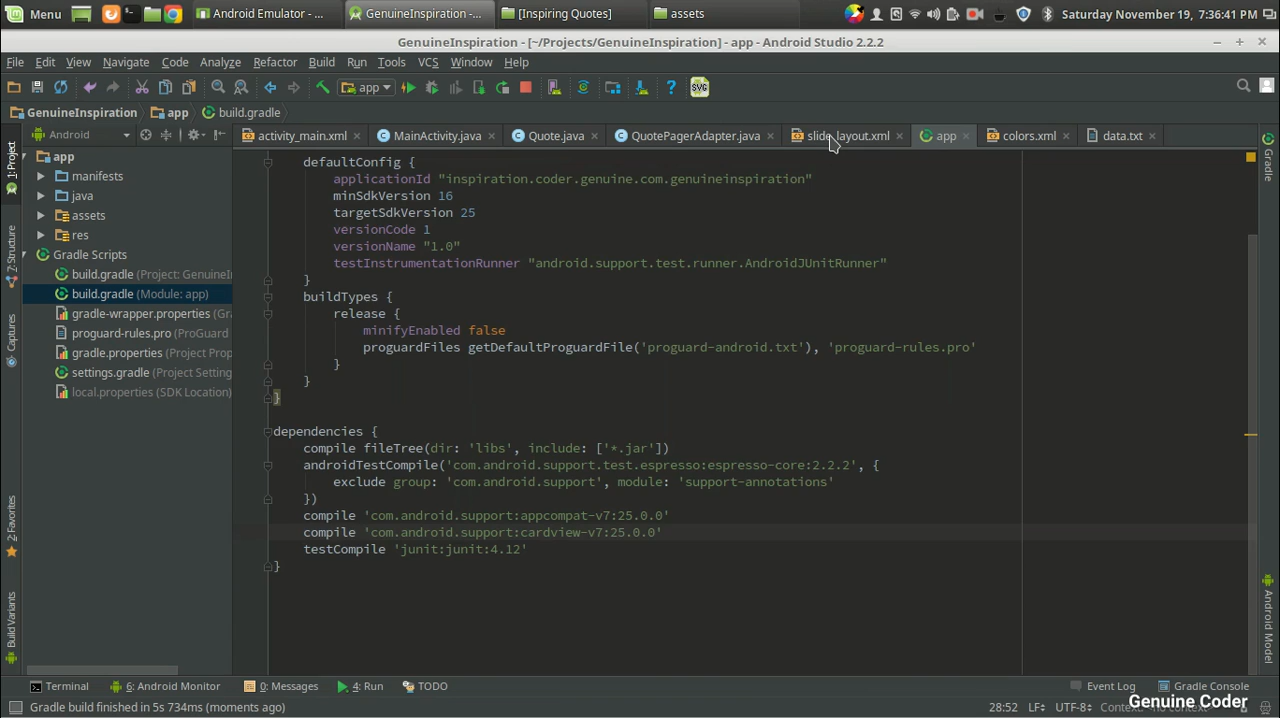 Menu
Android Emulator - ...
GenuineInspiration -...
[Inspiring Quotes]
assets
Saturday November 19, 7:36:41 PM
GenuineInspiration - [~/Projects/GenuineInspiration] - app - Android Studio 2.2.2
File Edit View Navigate Code Analyze Refactor Build Run Tools VCS Window Help
app
SVG
GenuineInspiration app build.gradle
Android
activity_main.xml MainActivity.java Quote.java QuotePagerAdapter.java slide_layout.xml app colors.xml data.txt
1: Project
Z: Structure
Captures
2: Favorites
Build Variants
app
manifests
java
assets
res
Gradle Scripts
build.gradle (Project: GenuineIn
build.gradle (Module: app)
gradle-wrapper.properties (Gra
proguard-rules.pro (ProGuard
gradle.properties (Project Prop
settings.gradle (Project Setting
local.properties (SDK Location)
defaultConfig {
applicationId "inspiration.coder.genuine.com.genuineinspiration"
minSdkVersion 16
targetSdkVersion 25
versionCode 1
versionName "1.0"
testInstrumentationRunner "android.support.test.runner.AndroidJUnitRunner"
}
buildTypes {
release {
minifyEnabled false
proguardFiles getDefaultProguardFile('proguard-android.txt'), 'proguard-rules.pro'
}
}
}
dependencies {
compile fileTree(dir: 'libs', include: ['*.jar'])
androidTestCompile('com.android.support.test.espresso:espresso-core:2.2.2', {
exclude group: 'com.android.support', module: 'support-annotations'
})
compile 'com.android.support:appcompat-v7:25.0.0'
compile 'com.android.support:cardview-v7:25.0.0'
testCompile 'junit:junit:4.12'
}
Gradle
Android Model
Terminal 6: Android Monitor 0: Messages 4: Run TODO Event Log Gradle Console
Gradle build finished in 5s 734ms (moments ago)
28:52 LF÷ UTF-8÷ Context: <no context>
Genuine Coder